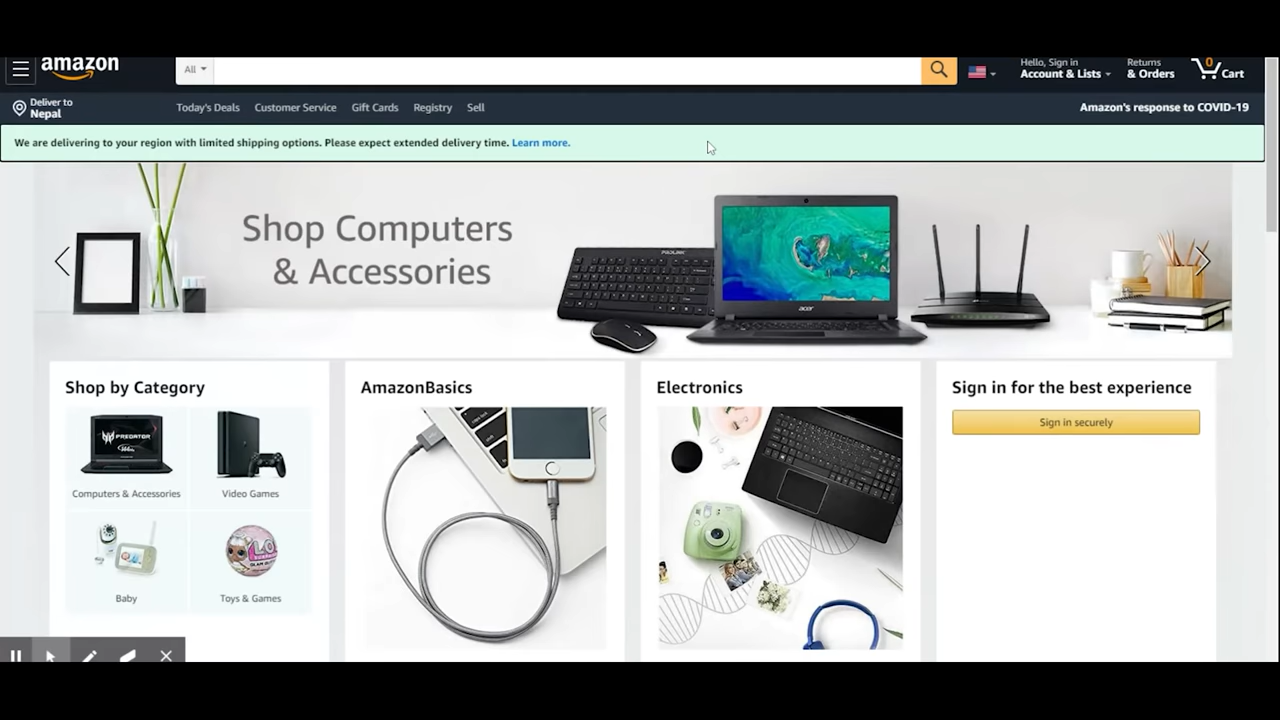 amazon
All
Hello, Sign in
Account & Lists
Returns
& Orders
0
Cart
Deliver to
Nepal
Today's Deals
Customer Service
Gift Cards
Registry
Sell
Amazon's response to COVID-19
We are delivering to your region with limited shipping options. Please expect extended delivery time. Learn more.
Shop Computers
& Accessories
PROLINK
acer
Shop by Category
PREDATOR
Computers & Accessories
Video Games
Baby
Toys & Games
AmazonBasics
Electronics
Sign in for the best experience
Sign in securely